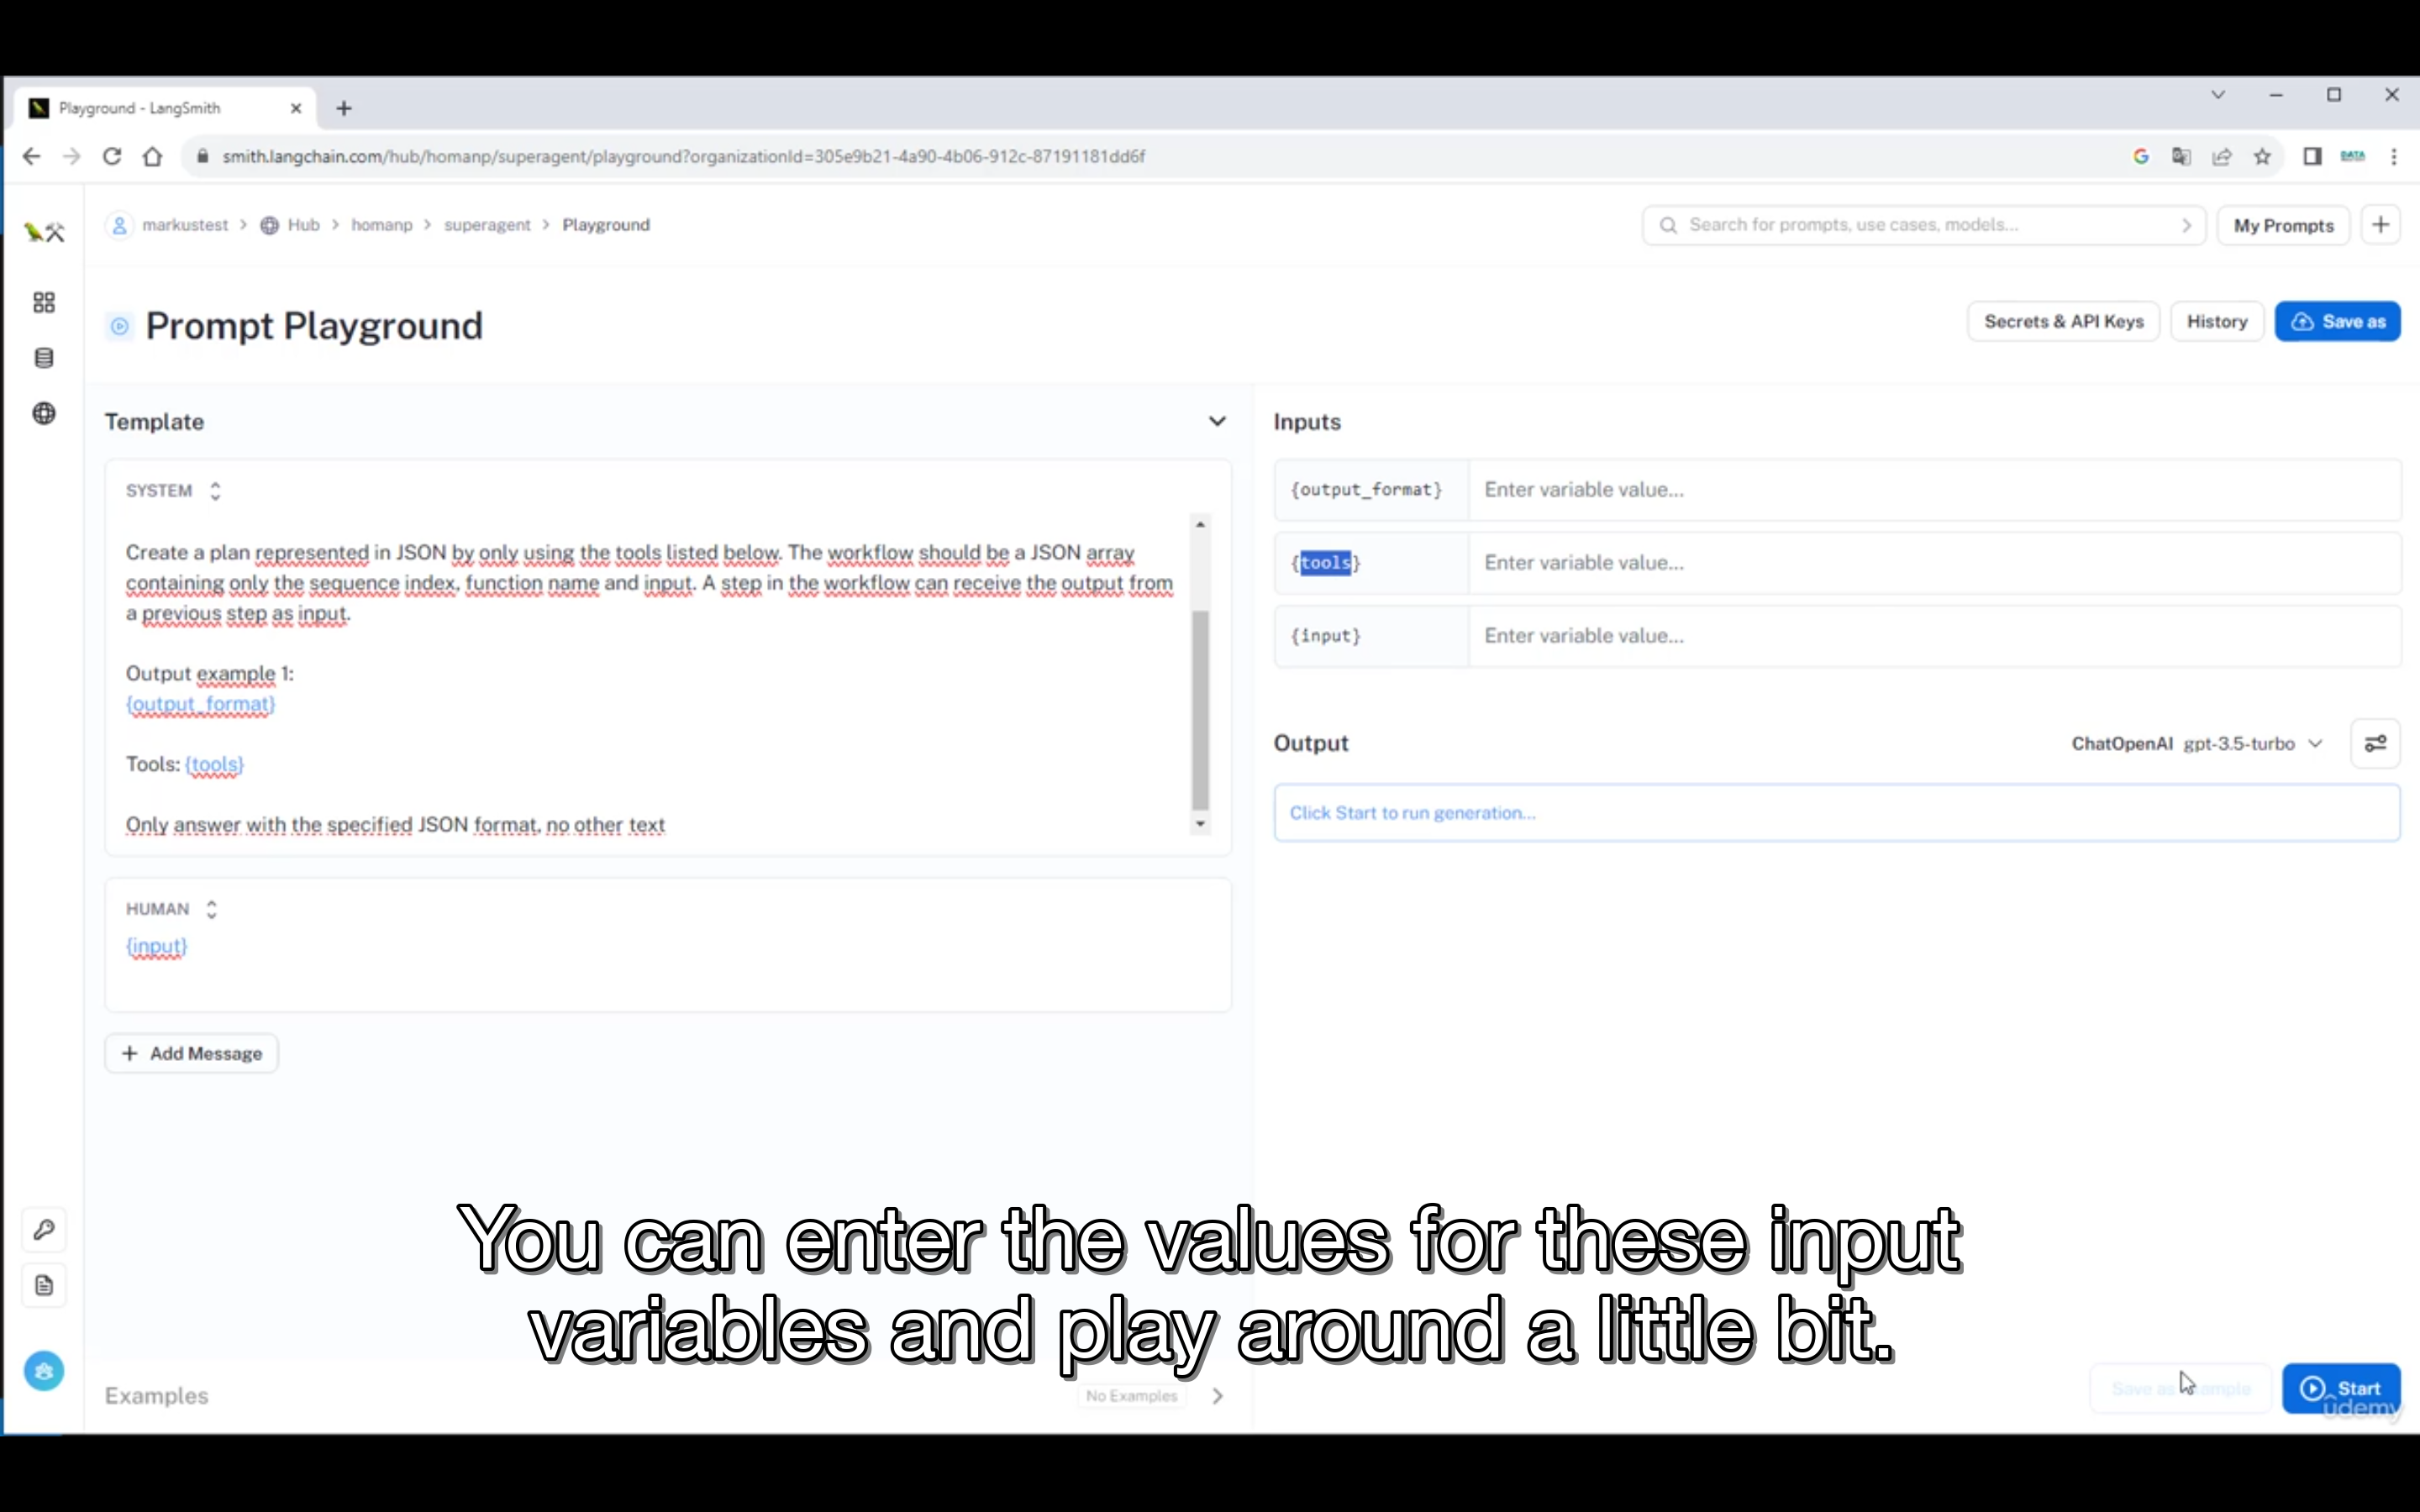 Playground - LangSmith
smith.langchain.com/hub/homanp/superagent/playground?organizationId=305e9b21-4a90-4b06-912c-87191181dd6f
DATA
markustest > Hub > homanp > superagent > Playground
Search for prompts, use cases, models...
My Prompts
Prompt Playground
Secrets & API Keys
History
Save as
Template
SYSTEM
Create a plan represented in JSON by only using the tools listed below. The workflow should be a JSON array
containing only the sequence index, function name and input. A step in the workflow can receive the output from
a previous step as input.
Output example 1:
{output_format}
Tools: {tools}
Only answer with the specified JSON format, no other text
HUMAN
{input}
+ Add Message
Examples
No Examples
Inputs
{output_format} Enter variable value...
{tools} Enter variable value...
{input} Enter variable value...
Output
ChatOpenAI gpt-3.5-turbo
Click Start to run generation...
You can enter the values for these input
variables and play around a little bit.
Start
udemy